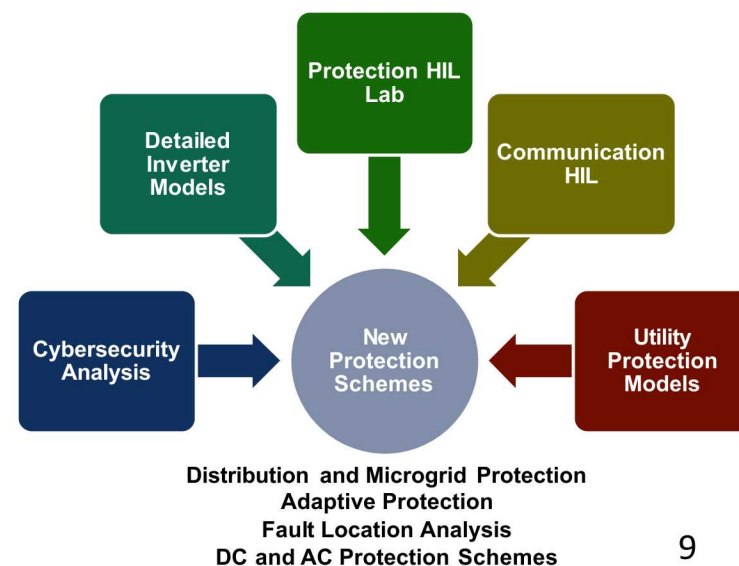 Protection HIL
Lab
Detailed
Inverter
Models
Communication
HIL
Cybersecurity
Analysis
New
Protection
Schemes
Utility
Protection
Models
Distribution and Microgrid Protection
Adaptive Protection
Fault Location Analysis
DC and AC Protection Schemes
9